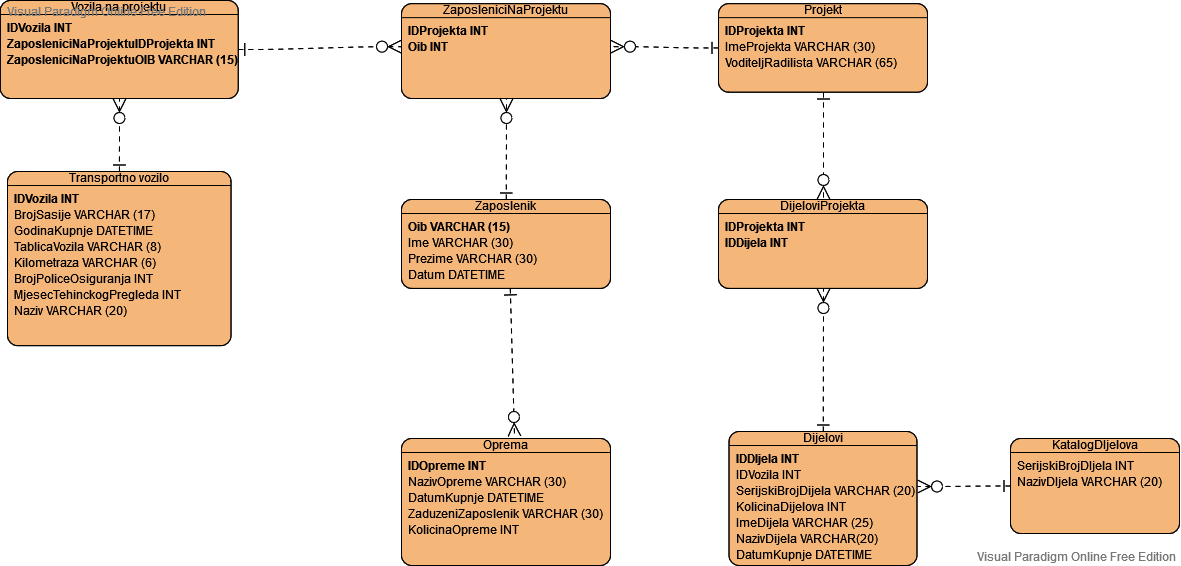 Vozila na projektu
Visual Paradigm Online Free Edition
IDVozila INT
ZaposleniciNaProjektuIDProjekta INT
ZaposleniciNaProjektuOIB VARCHAR (15)
ZaposleniciNaProjektu
IDProjekta INT
Oib INT
Projekt
IDProjekta INT
ImeProjekta VARCHAR (30)
VoditeljRadilista VARCHAR (65)
Transportno vozilo
IDVozila INT
BrojSasije VARCHAR (17)
GodinaKupnje DATETIME
TablicaVozila VARCHAR (8)
Kilometraza VARCHAR (6)
BrojPoliceOsiguranja INT
MjesecTehinckogPregleda INT
Naziv VARCHAR (20)
Zaposlenik
Oib VARCHAR (15)
Ime VARCHAR (30)
Prezime VARCHAR (30)
Datum DATETIME
DijeloviProjekta
IDProjekta INT
IDDijela INT
Oprema
IDOpreme INT
NazivOpreme VARCHAR (30)
DatumKupnje DATETIME
ZaduzeniZaposlenik VARCHAR (30)
KolicinaOpreme INT
Dijelovi
IDDIjela INT
IDVozila INT
SerijskiBrojDijela VARCHAR (20)
KolicinaDijelova INT
ImeDijela VARCHAR (25)
NazivDijela VARCHAR(20)
DatumKupnje DATETIME
KatalogDIjelova
SerijskiBrojDIjela INT
NazivDIjela VARCHAR (20)
Visual Paradigm Online Free Edition